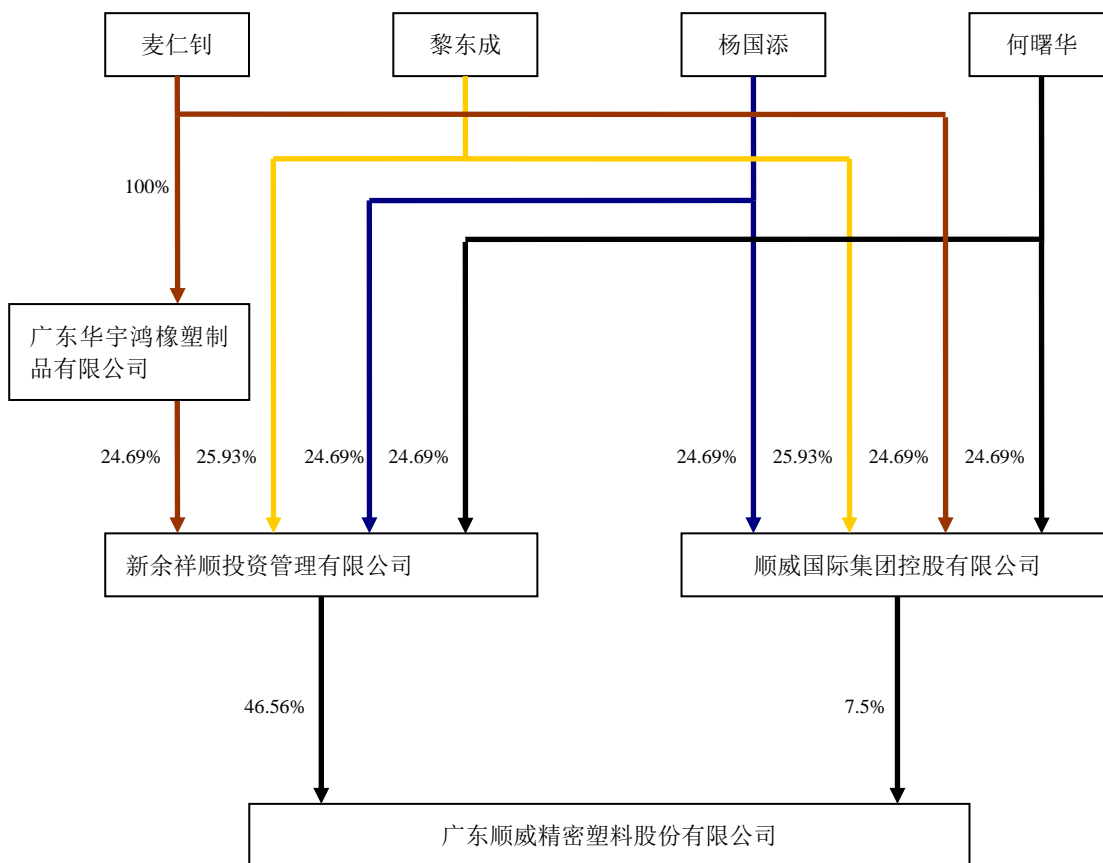 麦仁钊
黎东成
杨国添
何曙华
100%
广东华宇鸿橡塑制
品有限公司
24.69%
25.93%
24.69%
24.69%
24.69%
25.93%
24.69%
24.69%
新余祥顺投资管理有限公司
顺威国际集团控股有限公司
46.56%
7.5%
广东顺威精密塑料股份有限公司